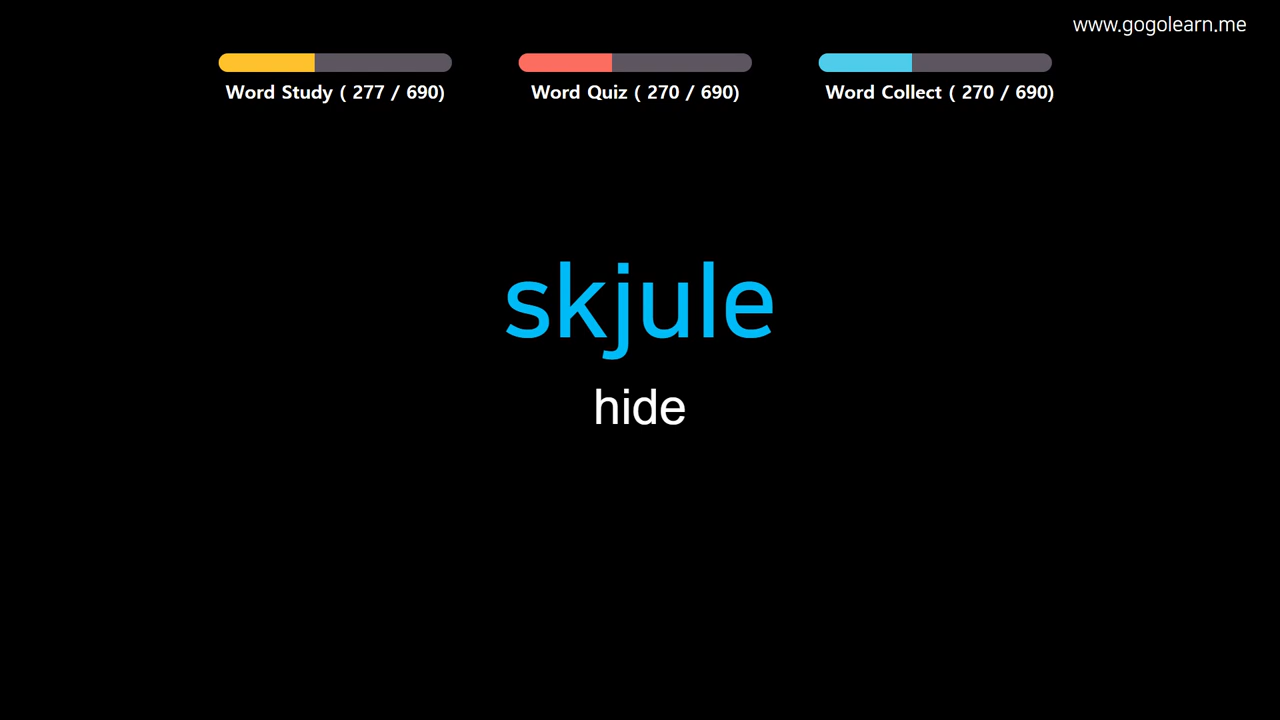 www.gogolearn.me
Word Study ( 277 / 690)
Word Quiz ( 270 / 690)
Word Collect ( 270 / 690)
skjule
hide